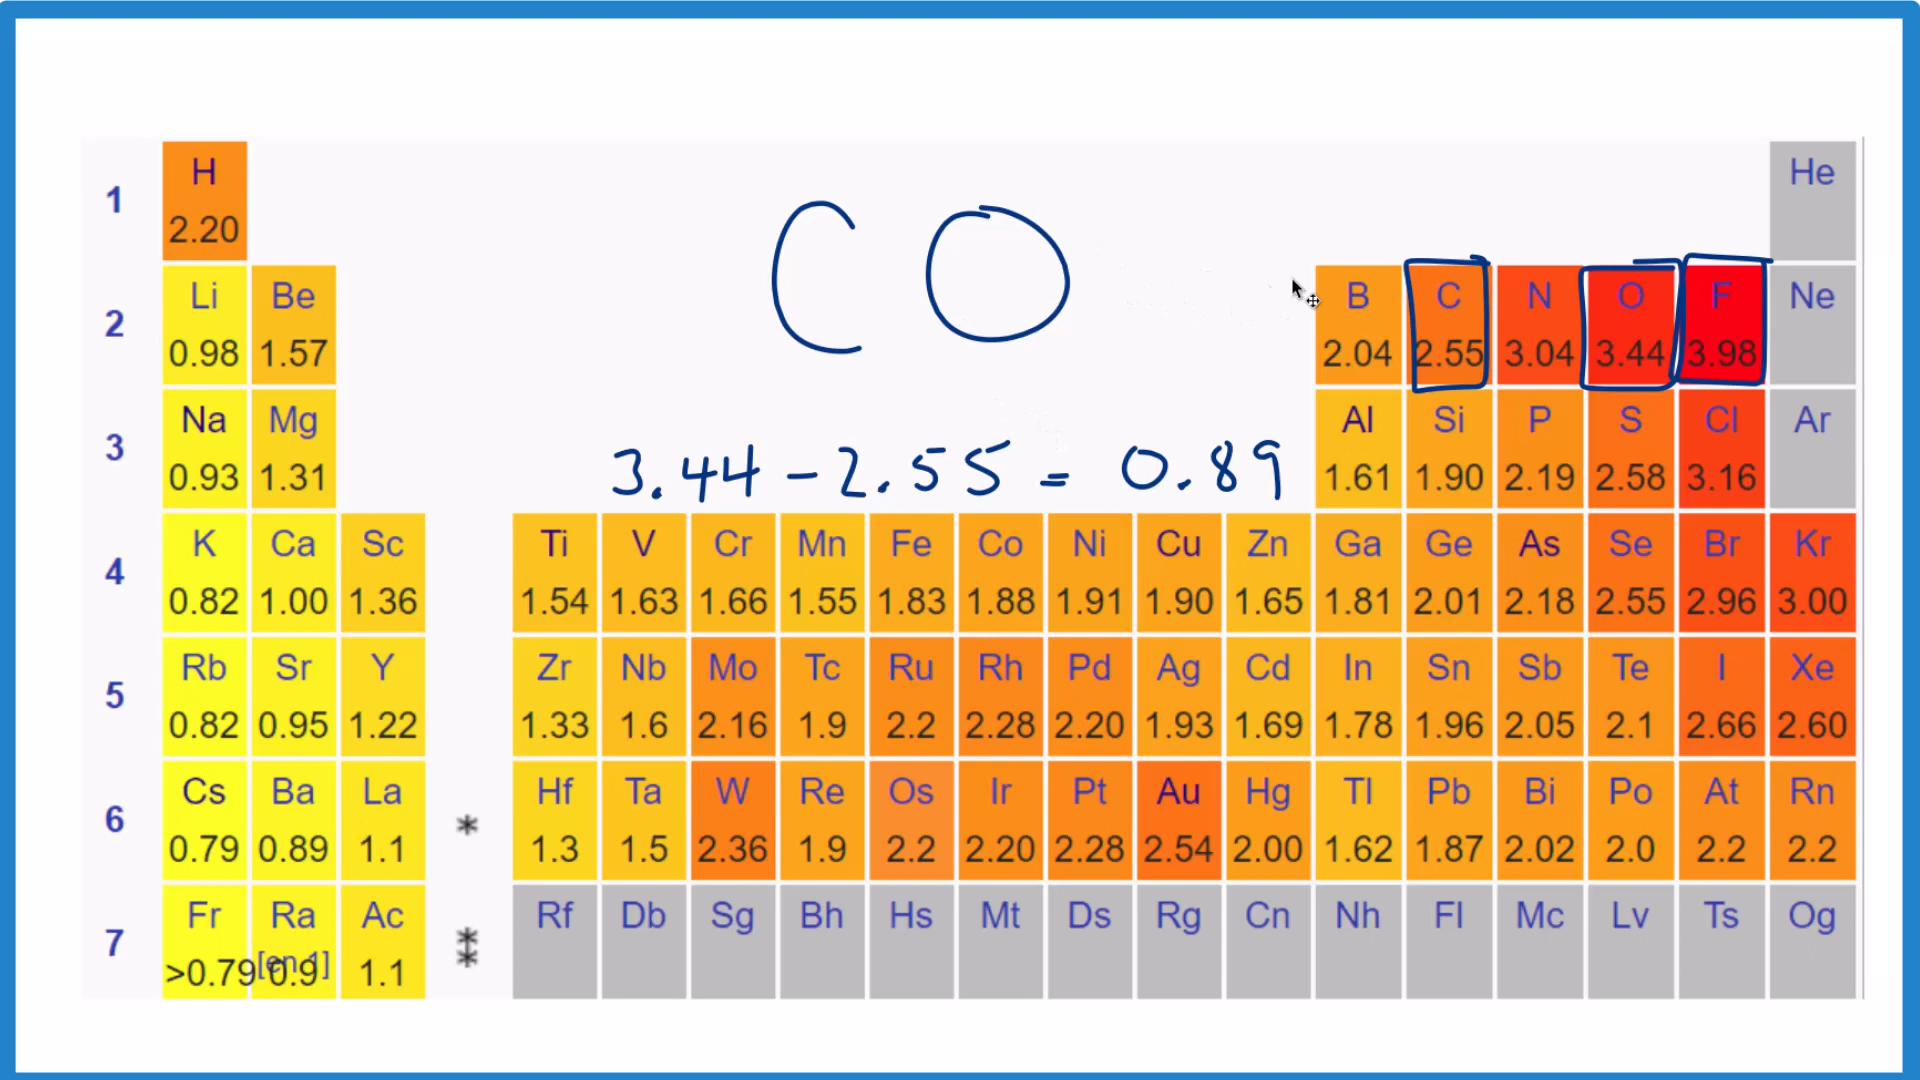 H He
1
2.20
C O
Li Be B C N O F Ne
2
0.98 1.57 2.04 2.55 3.04 3.44 3.98
Na Mg Al Si P S Cl Ar
3
0.93 1.31 1.61 1.90 2.19 2.58 3.16
3.44 - 2.55 = 0.89
K Ca Sc Ti V Cr Mn Fe Co Ni Cu Zn Ga Ge As Se Br Kr
4
0.82 1.00 1.36 1.54 1.63 1.66 1.55 1.83 1.88 1.91 1.90 1.65 1.81 2.01 2.18 2.55 2.96 3.00
Rb Sr Y Zr Nb Mo Tc Ru Rh Pd Ag Cd In Sn Sb Te I Xe
5
0.82 0.95 1.22 1.33 1.6 2.16 1.9 2.2 2.28 2.20 1.93 1.69 1.78 1.96 2.05 2.1 2.66 2.60
Cs Ba La Hf Ta W Re Os Ir Pt Au Hg Tl Pb Bi Po At Rn
6 *
0.79 0.89 1.1 1.3 1.5 2.36 1.9 2.2 2.20 2.28 2.54 2.00 1.62 1.87 2.02 2.0 2.2 2.2
Fr Ra Ac Rf Db Sg Bh Hs Mt Ds Rg Cn Nh Fl Mc Lv Ts Og
7 * *
[en 1]
>0.79 0.9 1.1